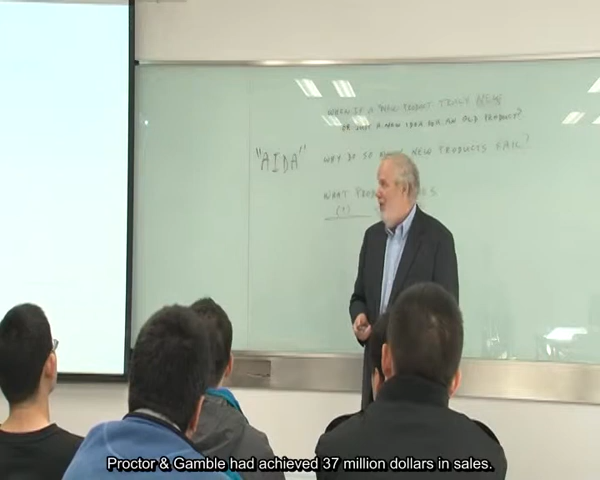 WHEN IS A "NEW" PRODUCT TRULY NEW
OR JUST A NEW IDEA FOR AN OLD PRODUCT?
"AIDA"
WHY DO SO MANY NEW PRODUCTS FAIL?
WHAT
(1)
Proctor & Gamble had achieved 37 million dollars in sales.